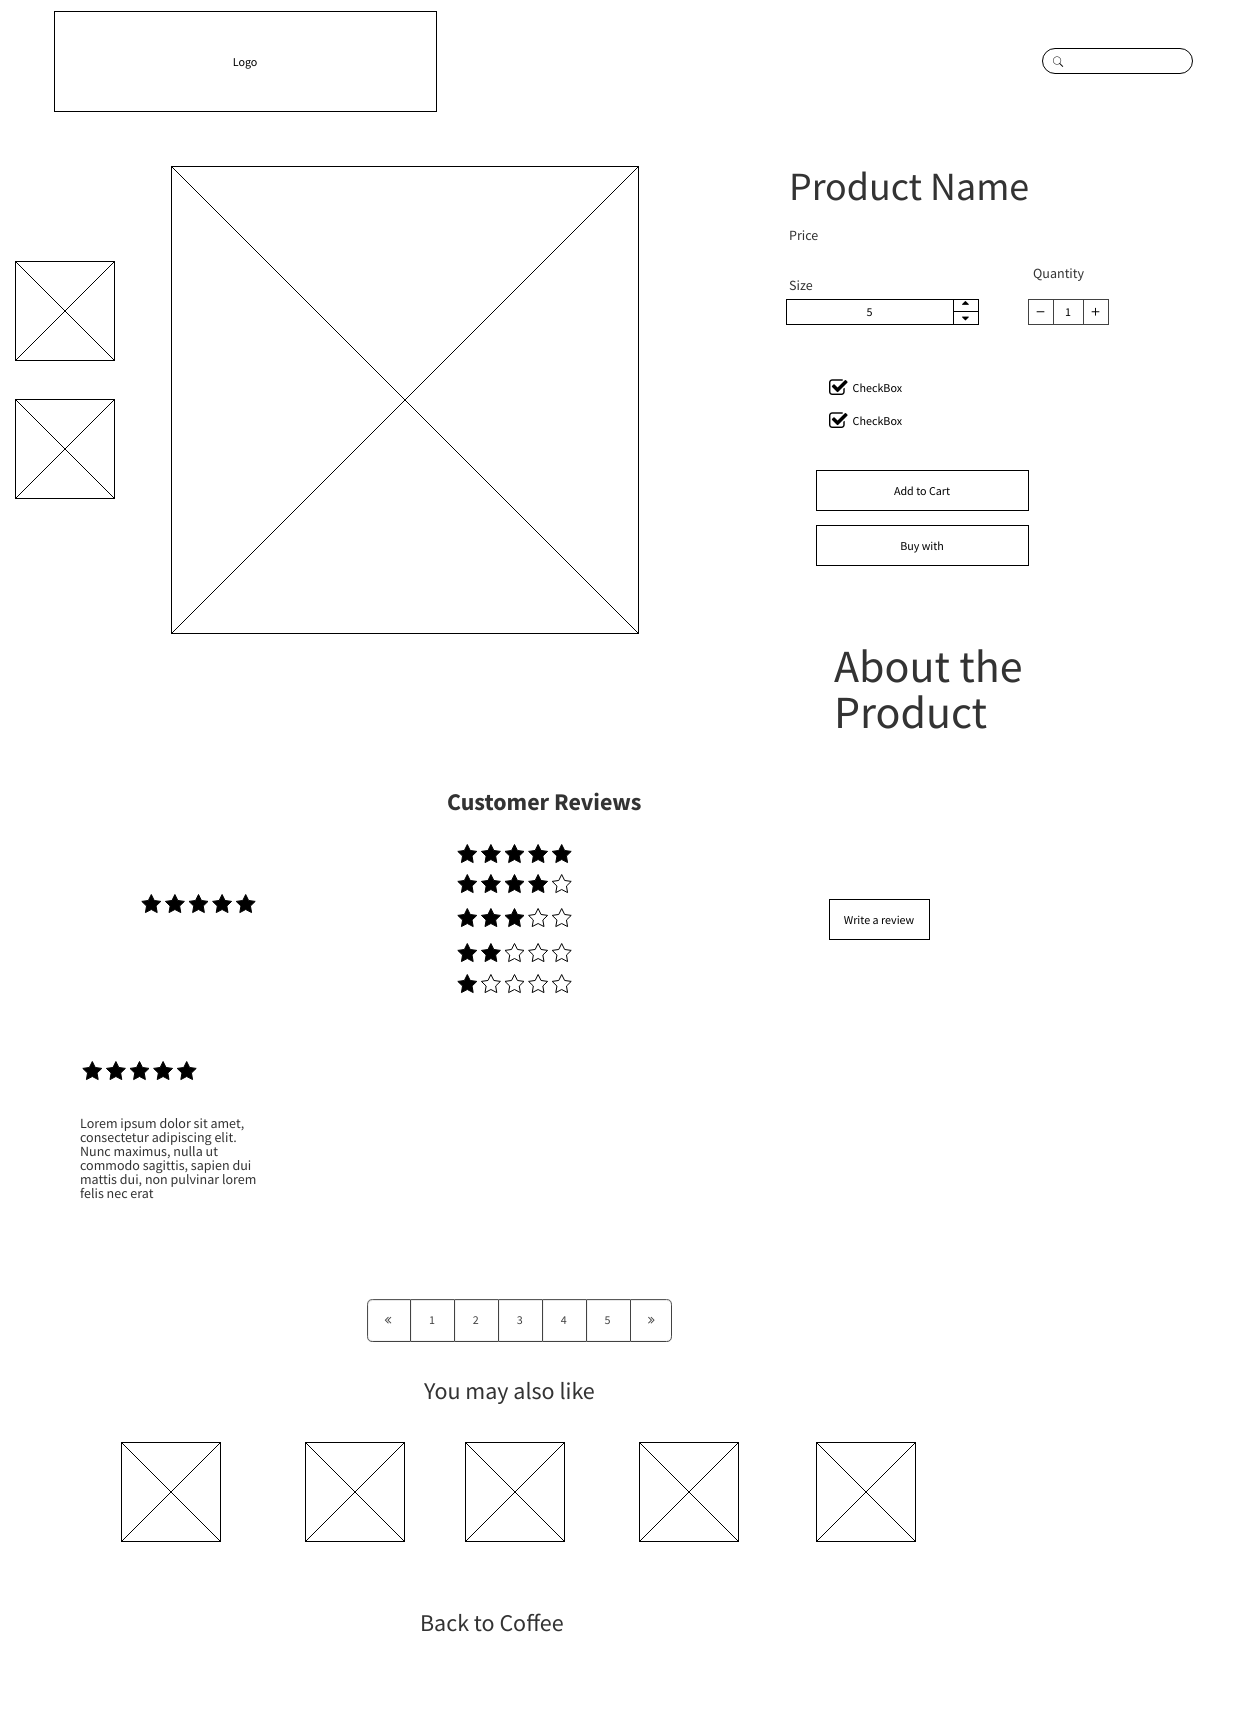 Logo
Product Name
Price
Quantity
Size
5
− 1 +
CheckBox
CheckBox
Add to Cart
Buy with
About the
Product
Customer Reviews
Write a review
Lorem ipsum dolor sit amet,
consectetur adipiscing elit.
Nunc maximus, nulla ut
commodo sagittis, sapien dui
mattis dui, non pulvinar lorem
felis nec erat
« 1 2 3 4 5 »
You may also like
Back to Coffee